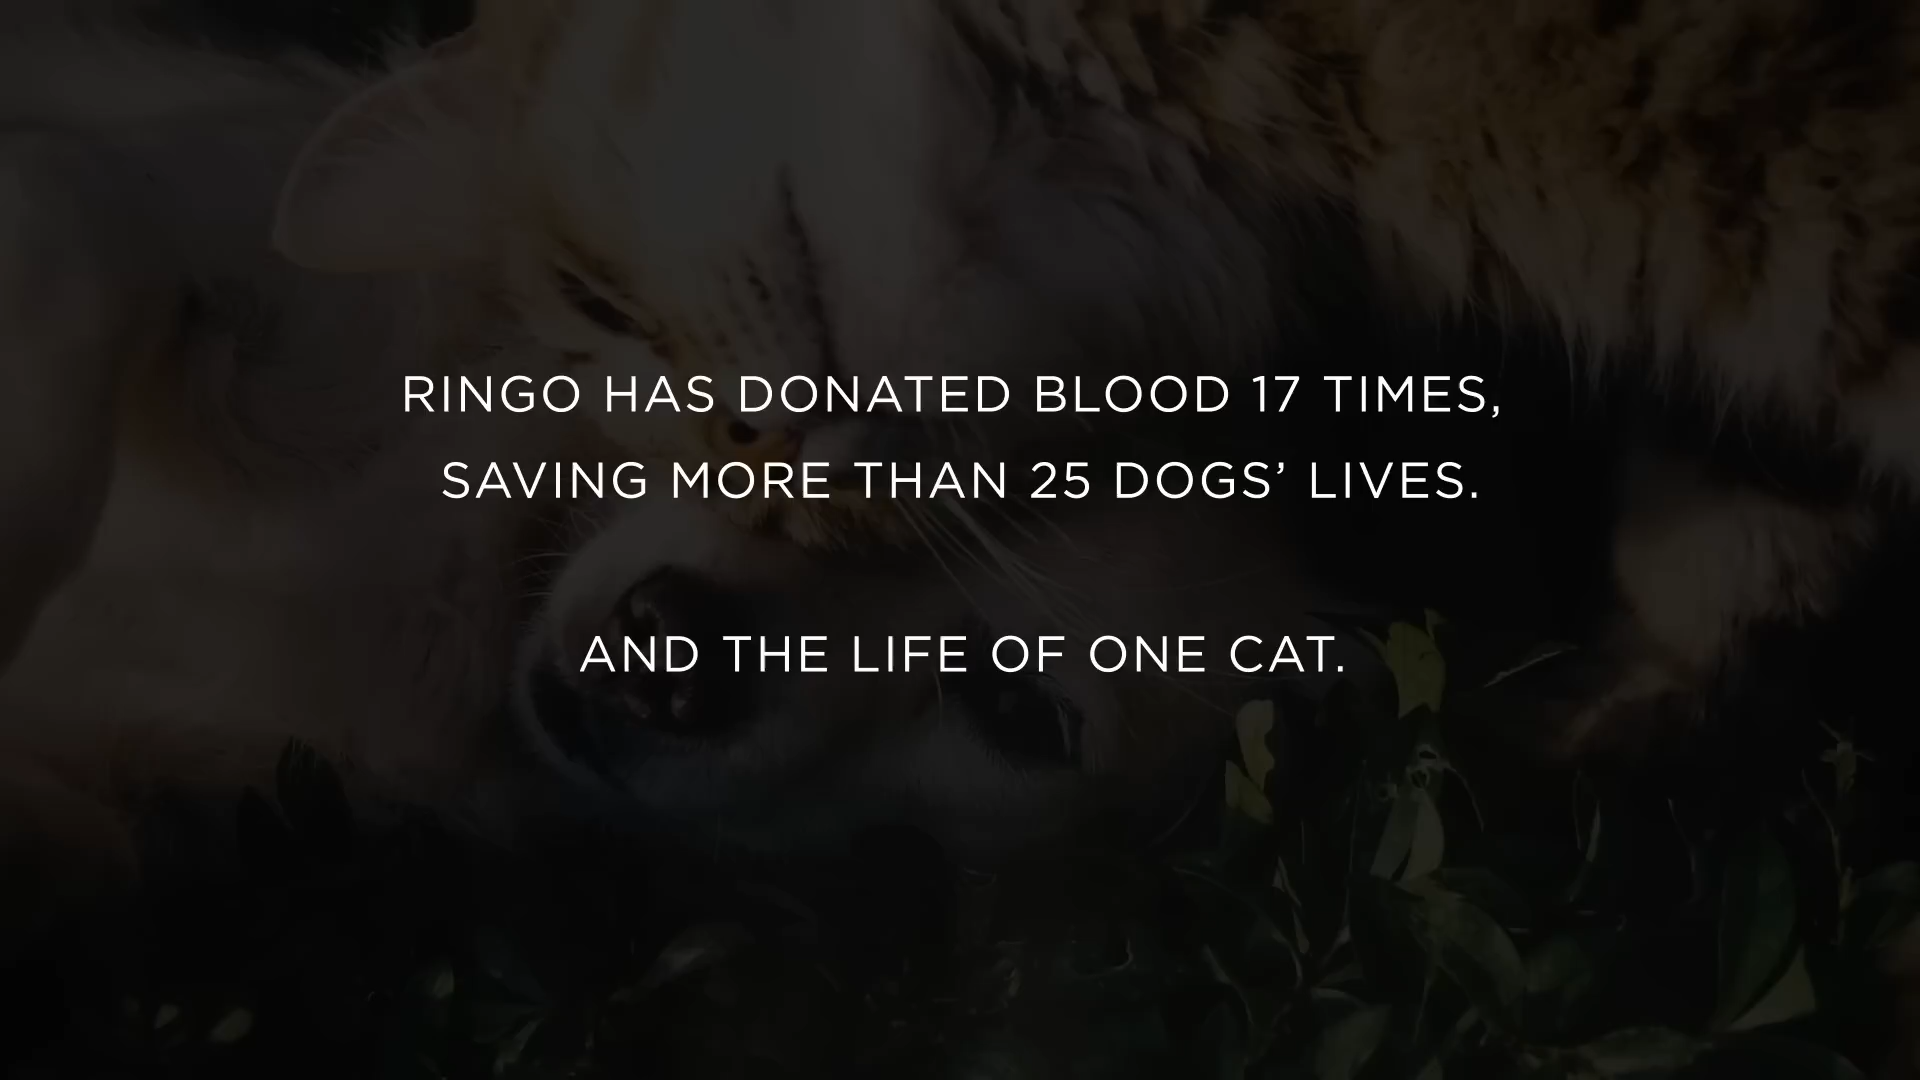 RINGO HAS DONATED BLOOD 17 TIMES,
SAVING MORE THAN 25 DOGS’ LIVES.
AND THE LIFE OF ONE CAT.